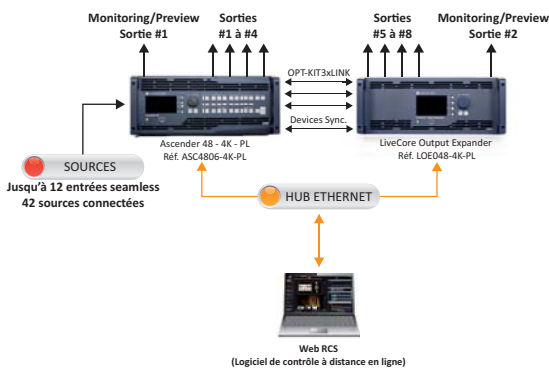 Monitoring/Preview
Sortie #1
Sorties
#1 à #4
Sorties
#5 à #8
Monitoring/Preview
Sortie #2
OPT-KIT3xLINK
Devices Sync.
Ascender 48 - 4K - PL
Réf. ASC4806-4K-PL
LiveCore Output Expander
Réf. LOE048-4K-PL
SOURCES
Jusqu'à 12 entrées seamless
42 sources connectées
HUB ETHERNET
Web RCS
(Logiciel de contrôle à distance en ligne)